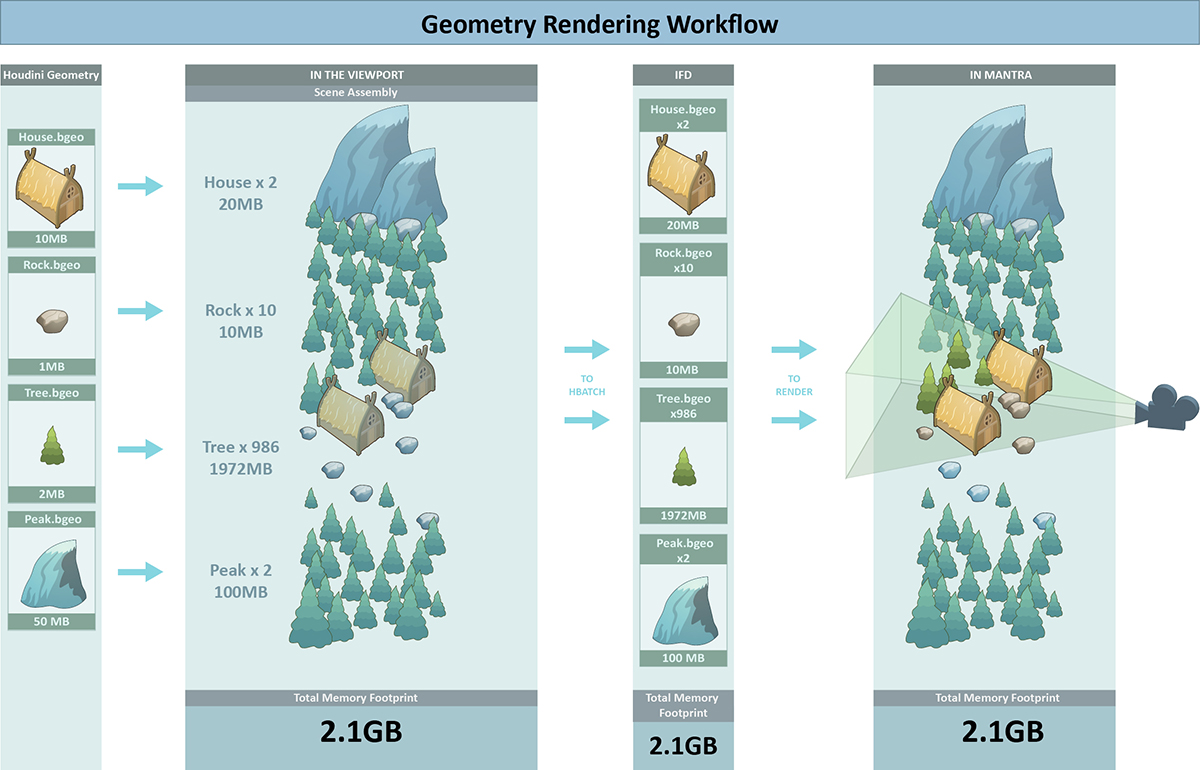 Geometry Rendering Workflow
Houdini Geometry
House.bgeo
10MB
Rock.bgeo
1MB
Tree.bgeo
2MB
Peak.bgeo
50 MB
IN THE VIEWPORT
Scene Assembly
House x 2
20MB
Rock x 10
10MB
Tree x 986
1972MB
Peak x 2
100MB
Total Memory Footprint
2.1GB
TO
HBATCH
IFD
House.bgeo
x2
20MB
Rock.bgeo
x10
10MB
Tree.bgeo
x986
1972MB
Peak.bgeo
x2
100 MB
Total Memory
Footprint
2.1GB
TO
RENDER
IN MANTRA
Total Memory Footprint
2.1GB